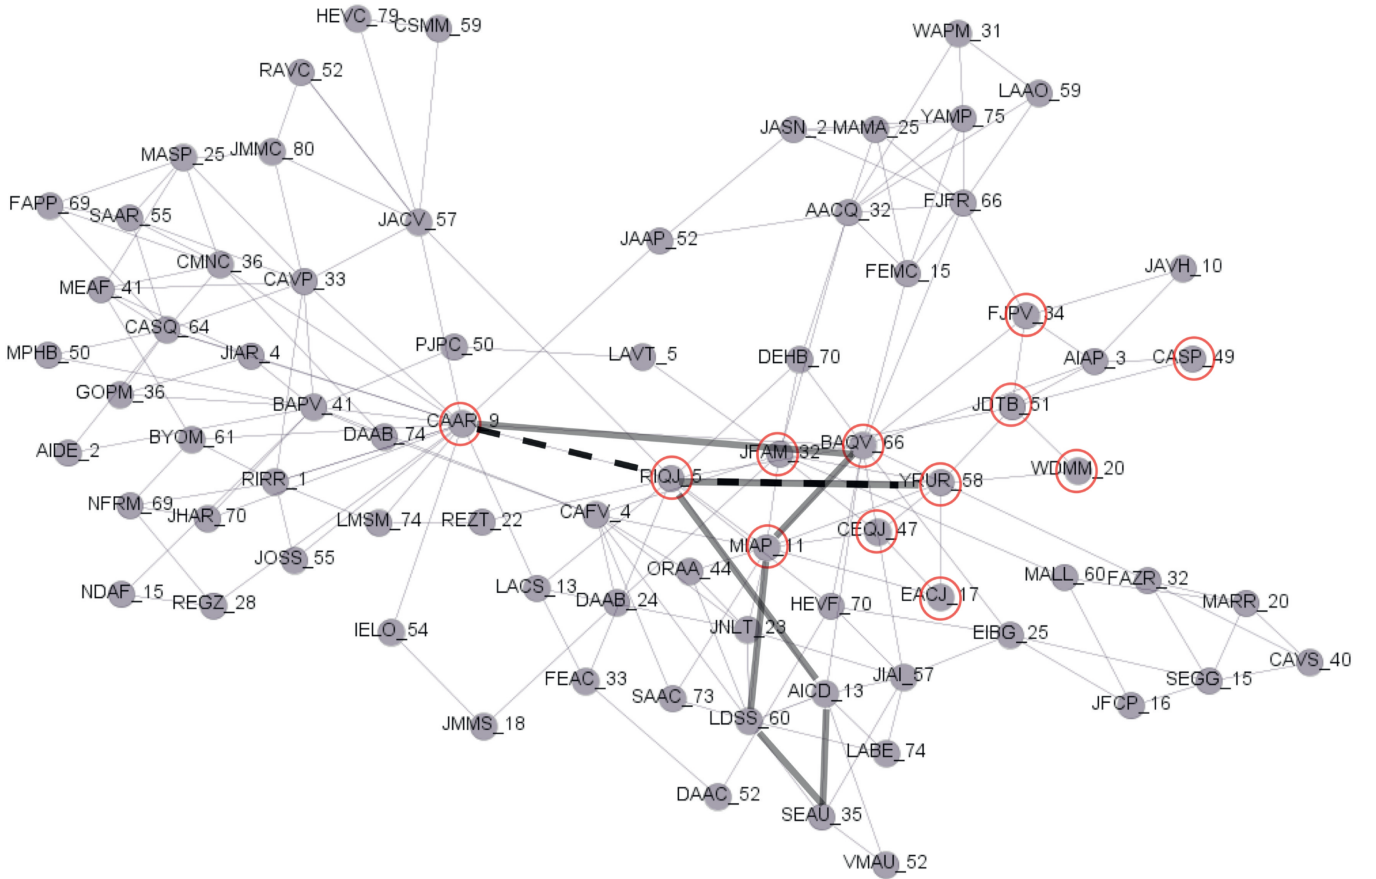 HEVC_79
CSMM_59
WAPM_31
RAVC_52
LAAO_59
YAMP_75
JASN_2
MAMA_25
MASP_25
JMMC_80
FAPP_69
SAAR_55
JACV_57
AACQ_32
FJFR_66
JAAP_52
CMNC_36
CAVP_33
FEMC_15
JAVH_10
MEAF_41
FJPV_34
CASQ_64
MPHB_50
JIAR_4
PJPC_50
LAVT_5
DEHB_70
AIAP_3
CASP_49
GOPM_36
BAPV_41
JDTB_51
CAAR_9
AIDE_2
BYOM_61
DAAB_74
JFAM_32
BAQV_66
RIRR_1
RIQJ_5
YPUR_58
WDMM_20
NFRM_69
JHAR_70
LMSM_74
REZT_22
CAFV_4
CEQJ_47
JOSS_55
MIAP_11
ORAA_44
MALL_60
FAZR_32
NDAF_15
REGZ_28
LACS_13
DAAB_24
HEVF_70
EACJ_17
MARR_20
IELO_54
JNLT_23
EIBG_25
CAVS_40
FEAC_33
SAAC_73
AICD_13
JIAI_57
SEGG_15
JFCP_16
JMMS_18
LDSS_60
LABE_74
DAAC_52
SEAU_35
VMAU_52